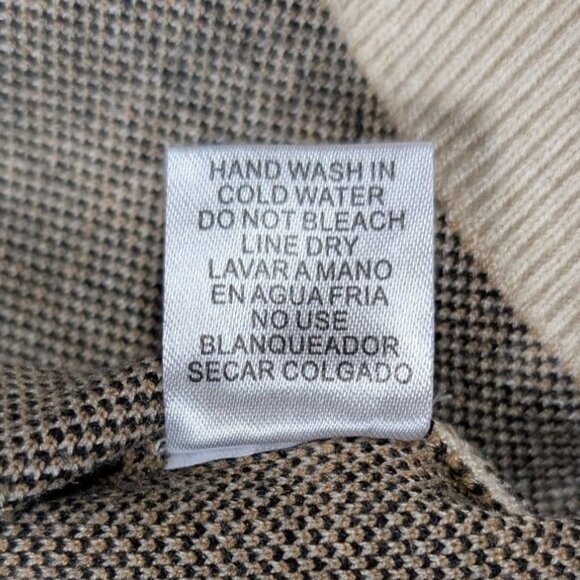 HAND WASH IN
COLD WATER
DO NOT BLEACH
LINE DRY
LAVAR A MANO
EN AGUA FRIA
NO USE
BLANQUEADOR
SECAR COLGADO